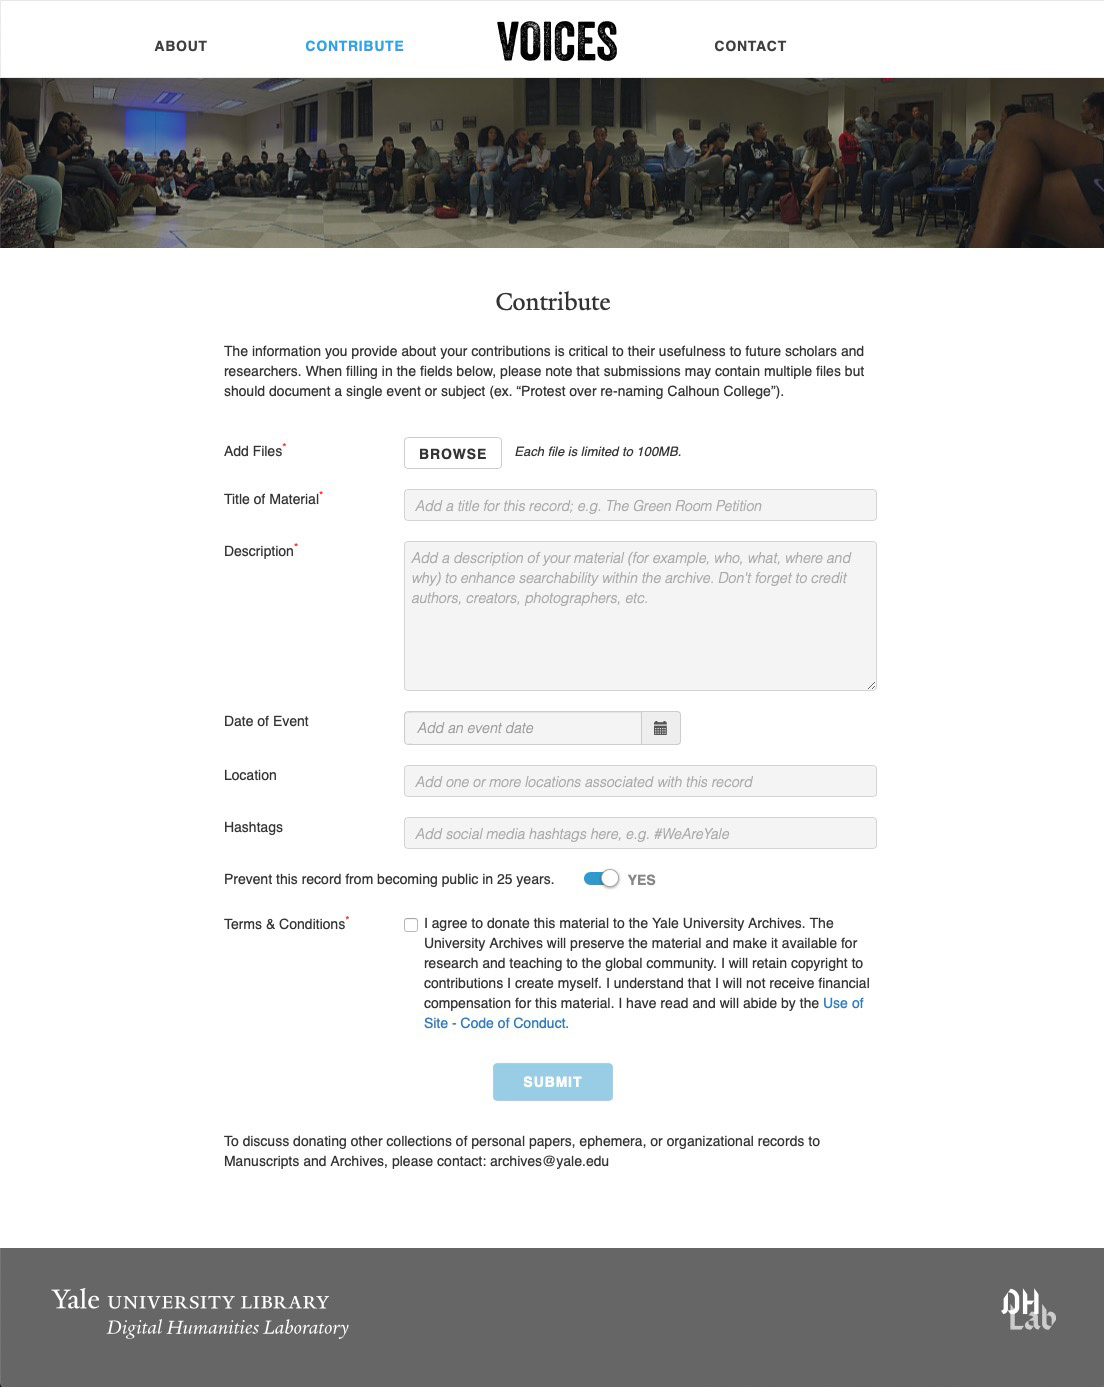 ABOUT
CONTRIBUTE
VOICES
CONTACT
Contribute
The information you provide about your contributions is critical to their usefulness to future scholars and
researchers. When filling in the fields below, please note that submissions may contain multiple files but
should document a single event or subject (ex. “Protest over re-naming Calhoun College”).
Add Files*
BROWSE
Each file is limited to 100MB.
Title of Material*
Add a title for this record; e.g. The Green Room Petition
Description*
Add a description of your material (for example, who, what, where and
why) to enhance searchability within the archive. Don't forget to credit
authors, creators, photographers, etc.
Date of Event
Add an event date
Location
Add one or more locations associated with this record
Hashtags
Add social media hashtags here, e.g. #WeAreYale
Prevent this record from becoming public in 25 years.
YES
Terms & Conditions*
I agree to donate this material to the Yale University Archives. The
University Archives will preserve the material and make it available for
research and teaching to the global community. I will retain copyright to
contributions I create myself. I understand that I will not receive financial
compensation for this material. I have read and will abide by the Use of
Site - Code of Conduct.
SUBMIT
To discuss donating other collections of personal papers, ephemera, or organizational records to
Manuscripts and Archives, please contact: archives@yale.edu
Yale UNIVERSITY LIBRARY
Digital Humanities Laboratory
DH
Lab